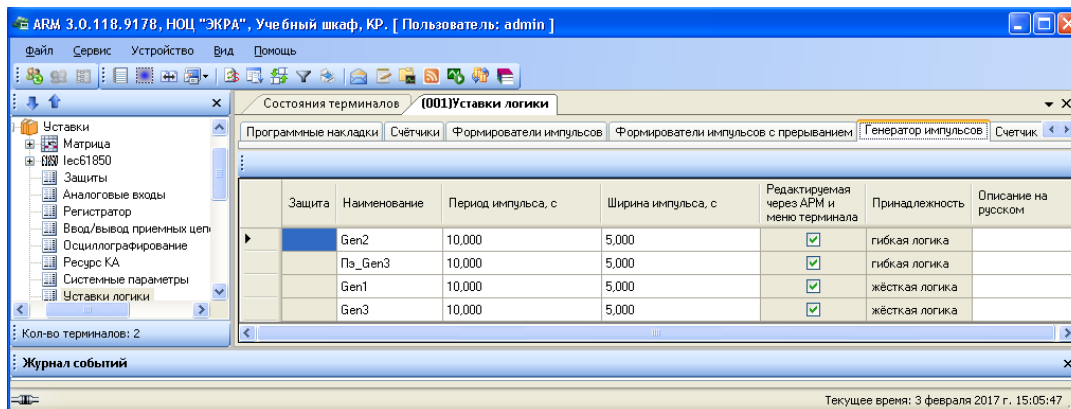 ARM 3.0.118.9178, НОЦ "ЭКРА", Учебный шкаф, КР. [ Пользователь: admin ]
Файл Сервис Устройство Вид Помощь
Состояния терминалов (001)Уставки логики
Уставки
Матрица
Iec61850
Защиты
Аналоговые входы
Регистратор
Ввод/вывод приемных цепе
Осциллографирование
Ресурс КА
Системные параметры
Уставки логики
Кол-во терминалов: 2
Программные накладки Счётчики Формирователи импульсов Формирователи импульсов с прерыванием Генератор импульсов Счетчик
Защита Наименование Период импульса, с Ширина импульса, с Редактируемая через АРМ и меню терминала Принадлежность Описание на русском
Gen2 10,000 5,000 гибкая логика
Пэ_Gen3 10,000 5,000 гибкая логика
Gen1 10,000 5,000 жёсткая логика
Gen3 10,000 5,000 жёсткая логика
Журнал событий
Текущее время: 3 февраля 2017 г. 15:05:47